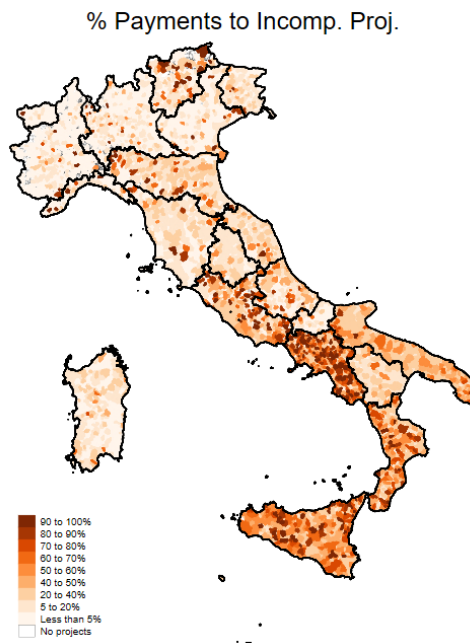 % Payments to Incomp. Proj.
90 to 100%
80 to 90%
70 to 80%
60 to 70%
50 to 60%
40 to 50%
20 to 40%
5 to 20%
Less than 5%
No projects